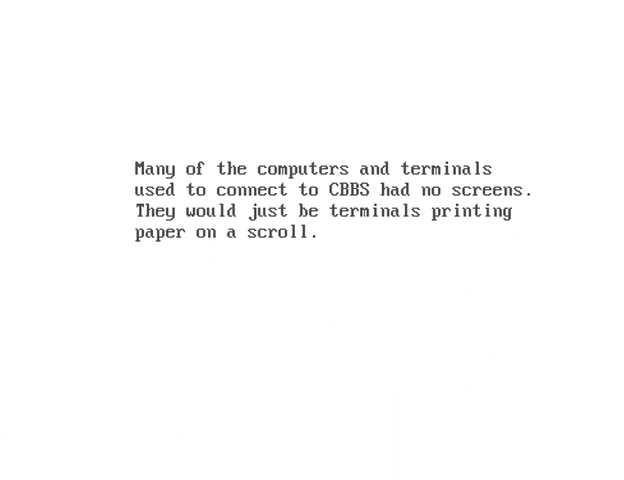 Many of the computers and terminals
used to connect to CBBS had no screens.
They would just be terminals printing
paper on a scroll.